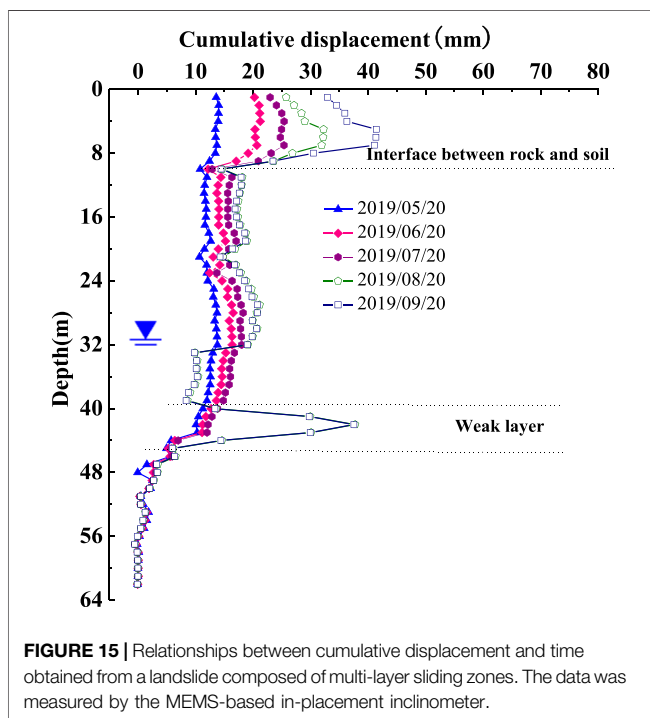 Cumulative displacement (mm)
0 10 20 30 40 50 60 70 80
0
8
16
24
32
40
48
56
64
Depth(m)
Interface between rock and soil
2019/05/20
2019/06/20
2019/07/20
2019/08/20
2019/09/20
Weak layer
FIGURE 15 | Relationships between cumulative displacement and time
obtained from a landslide composed of multi-layer sliding zones. The data was
measured by the MEMS-based in-placement inclinometer.